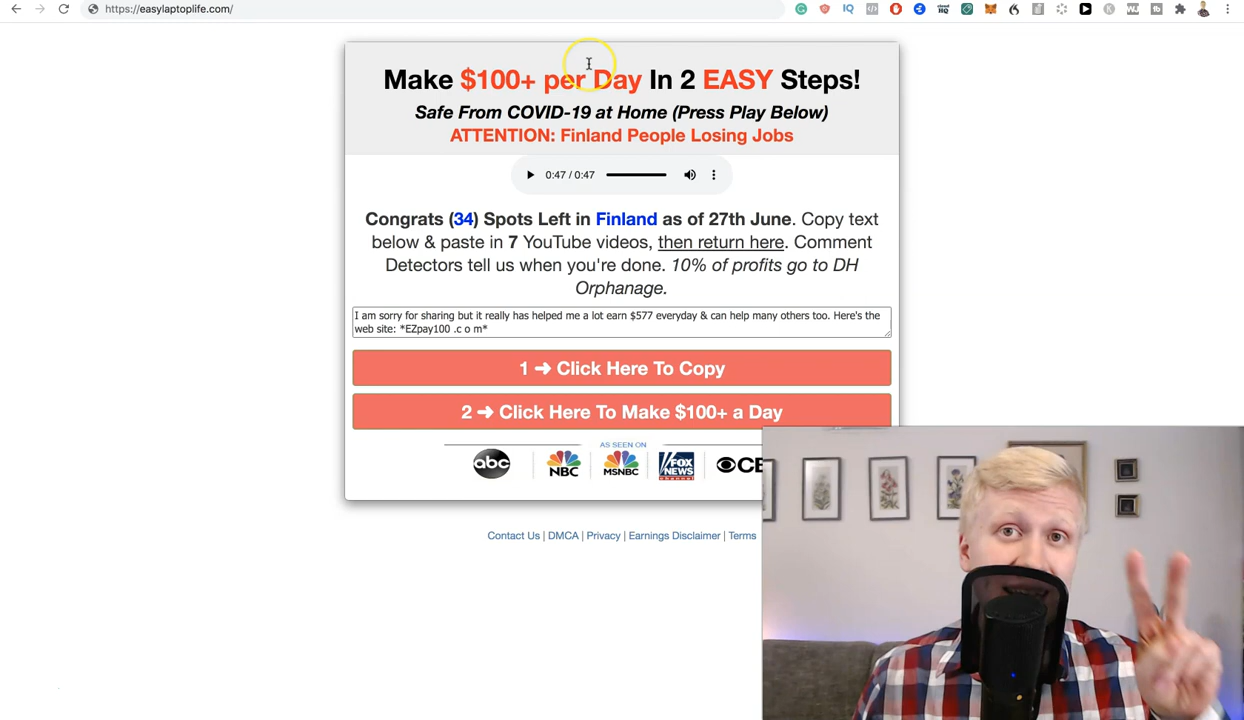 https://easylaptoplife.com/
Make $100+ per Day In 2 EASY Steps!
Safe From COVID-19 at Home (Press Play Below)
ATTENTION: Finland People Losing Jobs
0:47 / 0:47
Congrats (34) Spots Left in Finland as of 27th June. Copy text
below & paste in 7 YouTube videos, then return here. Comment
Detectors tell us when you're done. 10% of profits go to DH
Orphanage.
I am sorry for sharing but it really has helped me a lot earn $577 everyday & can help many others too. Here's the
web site: *EZpay100 .c o m*
1 ➜ Click Here To Copy
2 ➜ Click Here To Make $100+ a Day
AS SEEN ON
abc NBC MSNBC FOX NEWS channel CB
Contact Us | DMCA | Privacy | Earnings Disclaimer | Terms